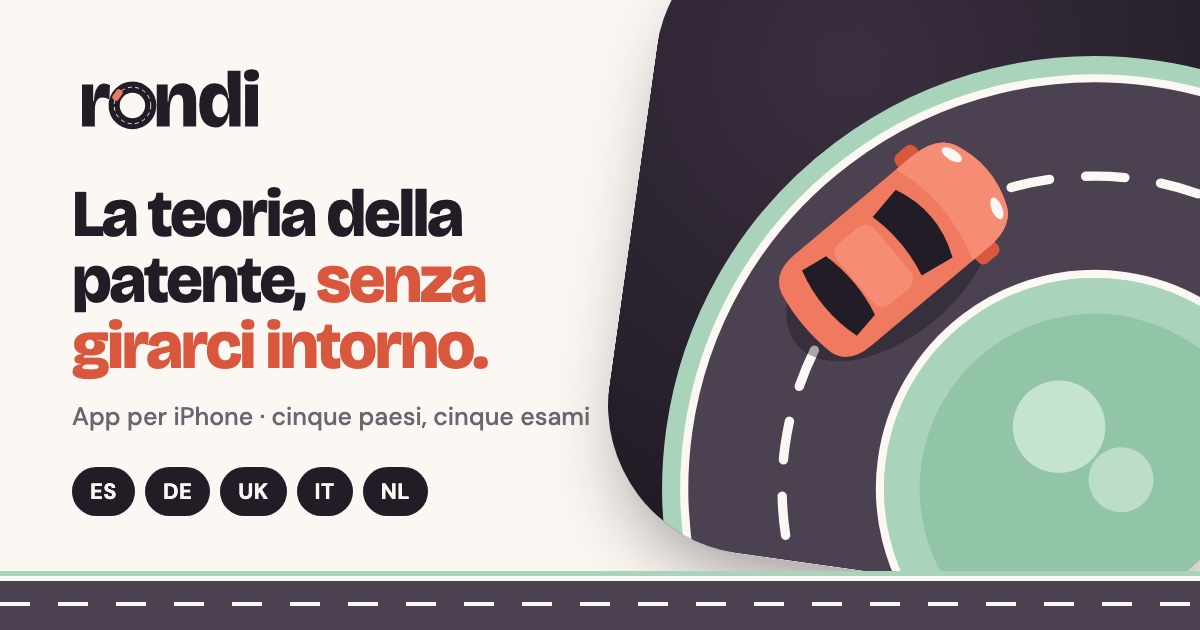 rondi
La teoria della
patente, senza
girarci intorno.
App per iPhone · cinque paesi, cinque esami
ES DE UK IT NL